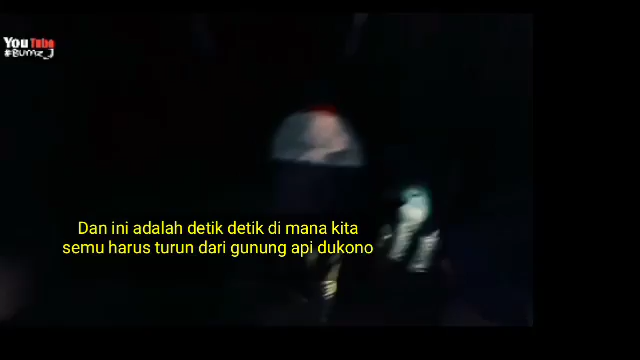 YouTube
#Bumz_J
Dan ini adalah detik detik di mana kita
semu harus turun dari gunung api dukono